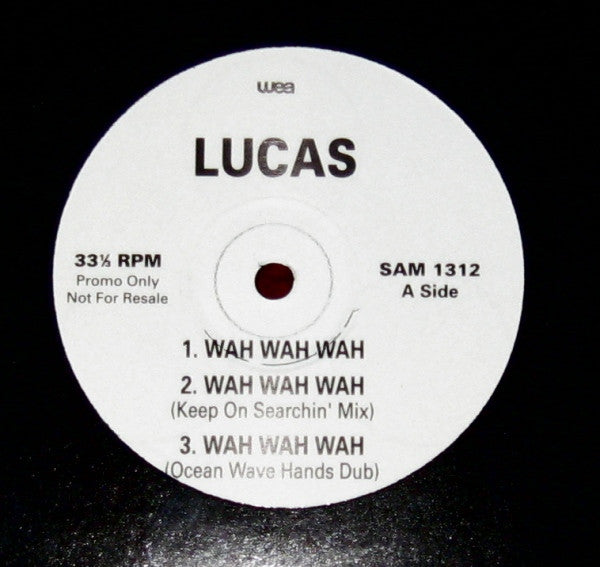 wea
LUCAS
33⅓ RPM
Promo Only
Not For Resale
SAM 1312
A Side
1. WAH WAH WAH
2. WAH WAH WAH
(Keep On Searchin' Mix)
3. WAH WAH WAH
(Ocean Wave Hands Dub)